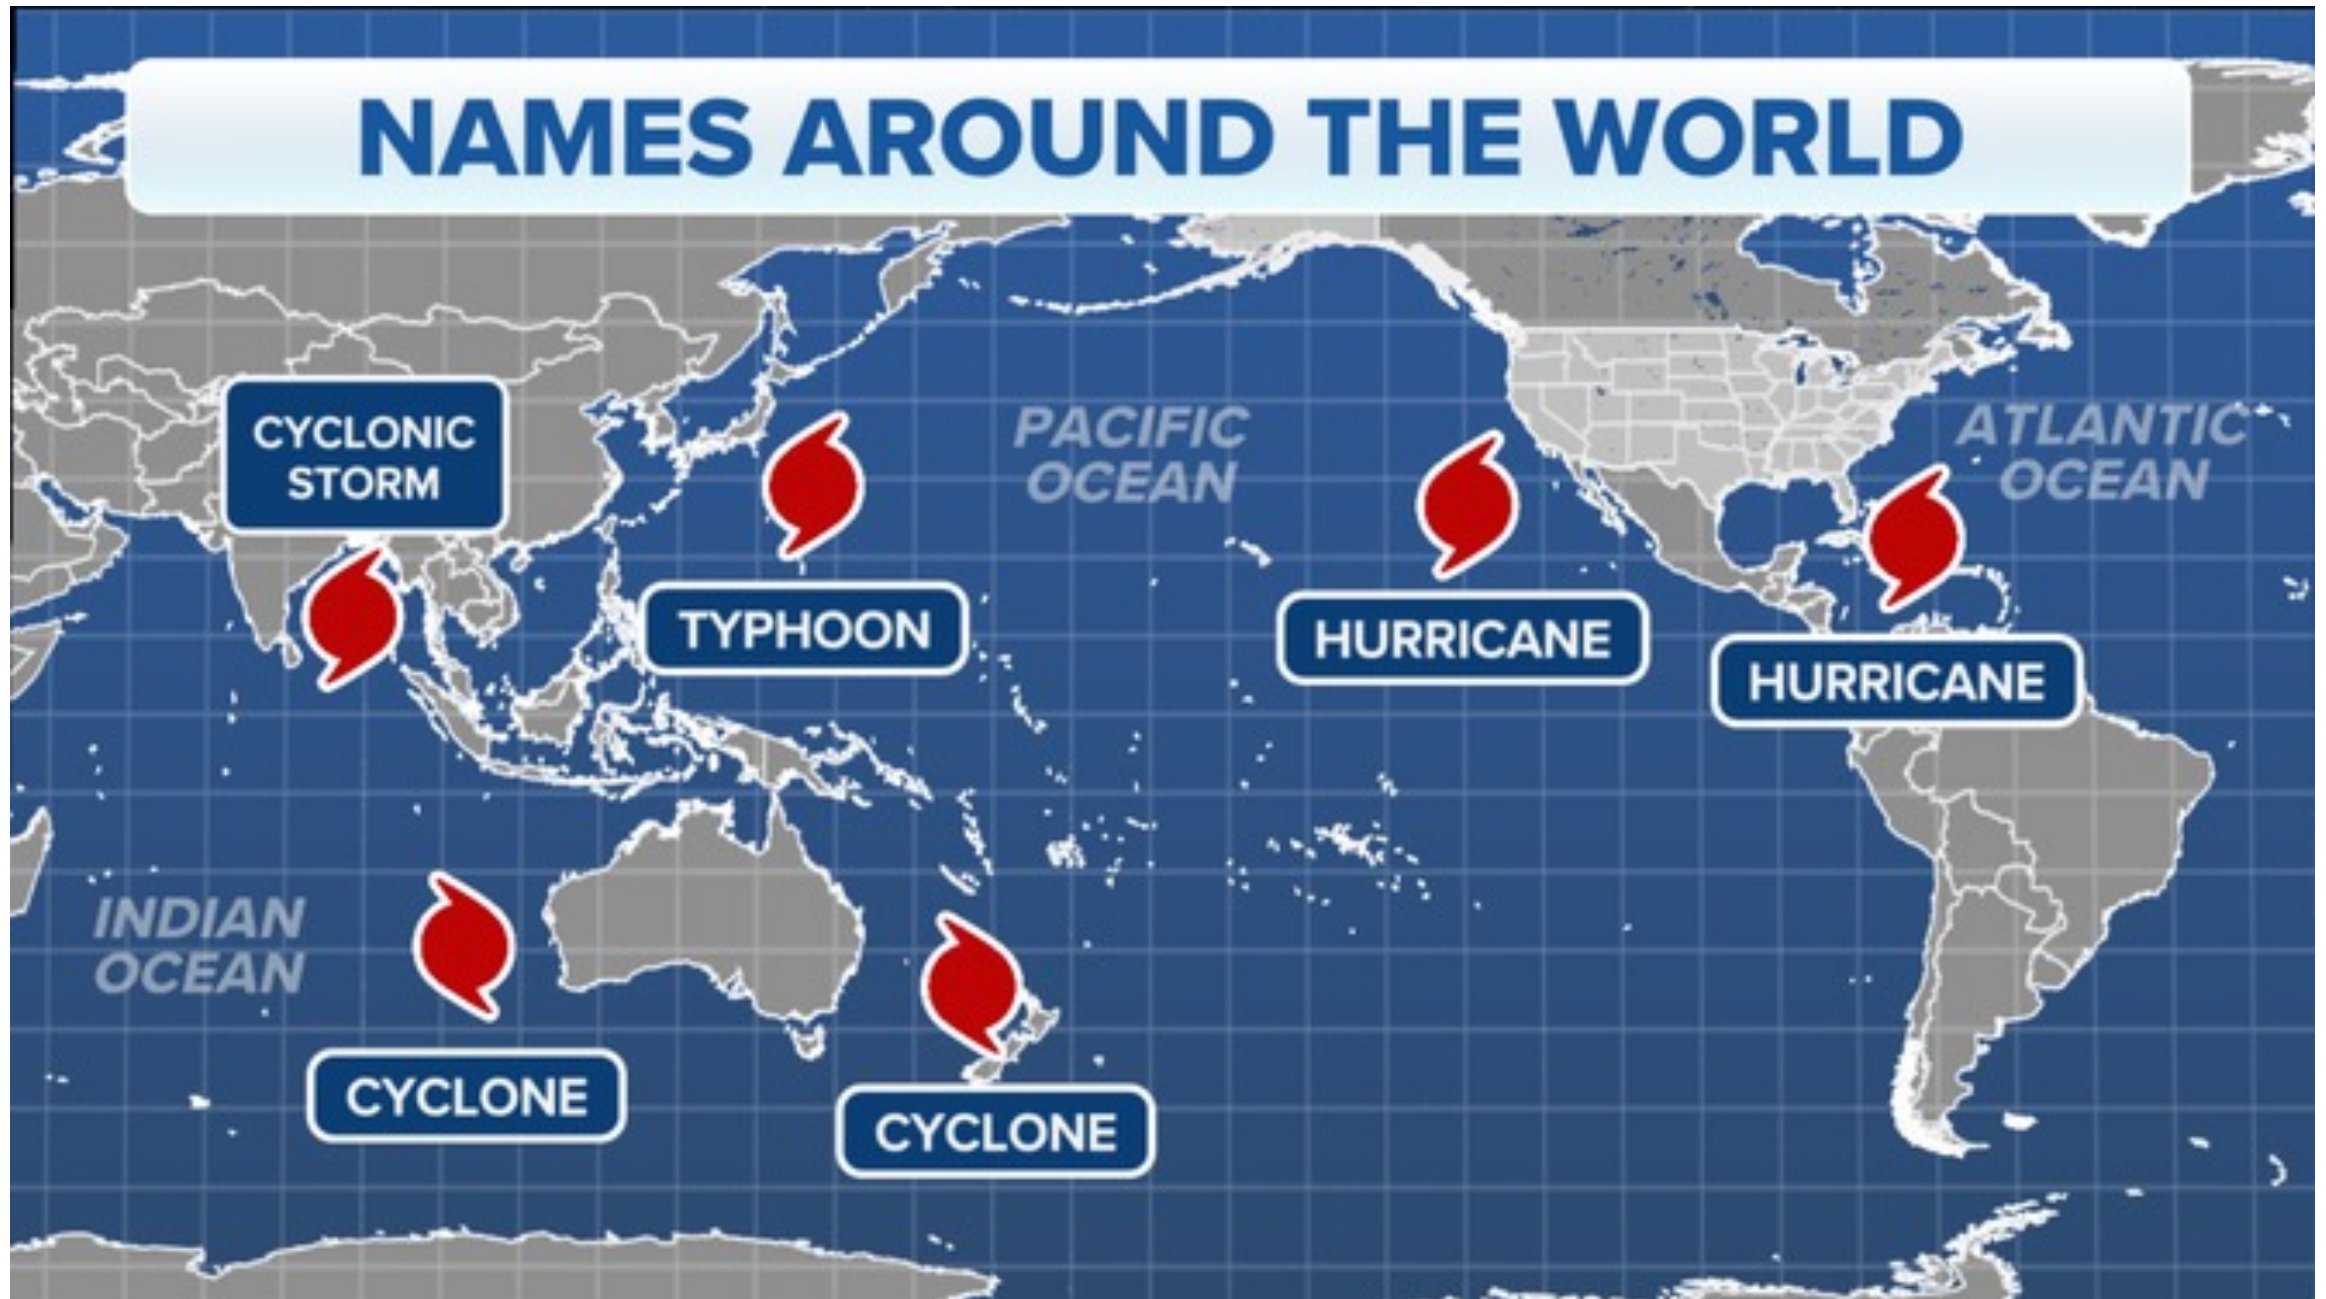 NAMES AROUND THE WORLD
CYCLONIC
STORM
PACIFIC
OCEAN
ATLANTIC
OCEAN
TYPHOON
HURRICANE
HURRICANE
INDIAN
OCEAN
CYCLONE
CYCLONE